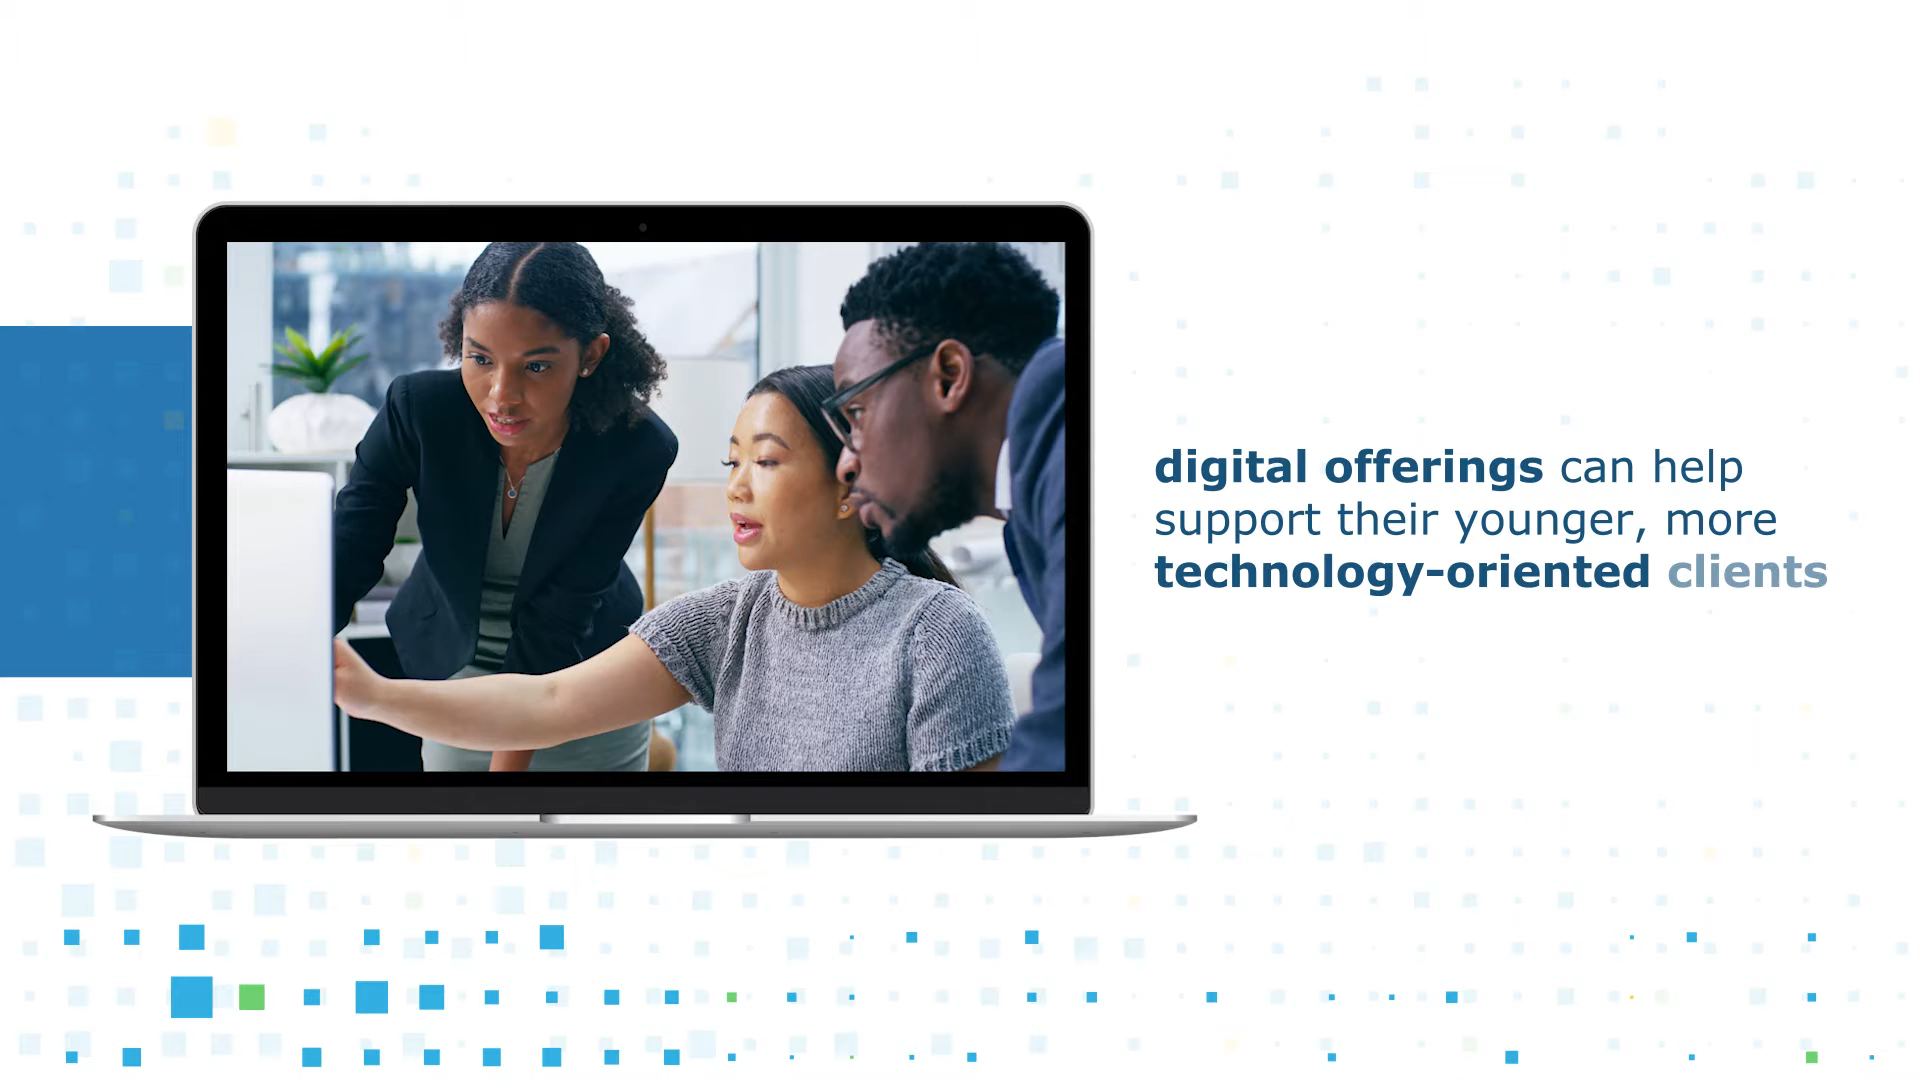 digital offerings can help
support their younger, more
technology-oriented clients